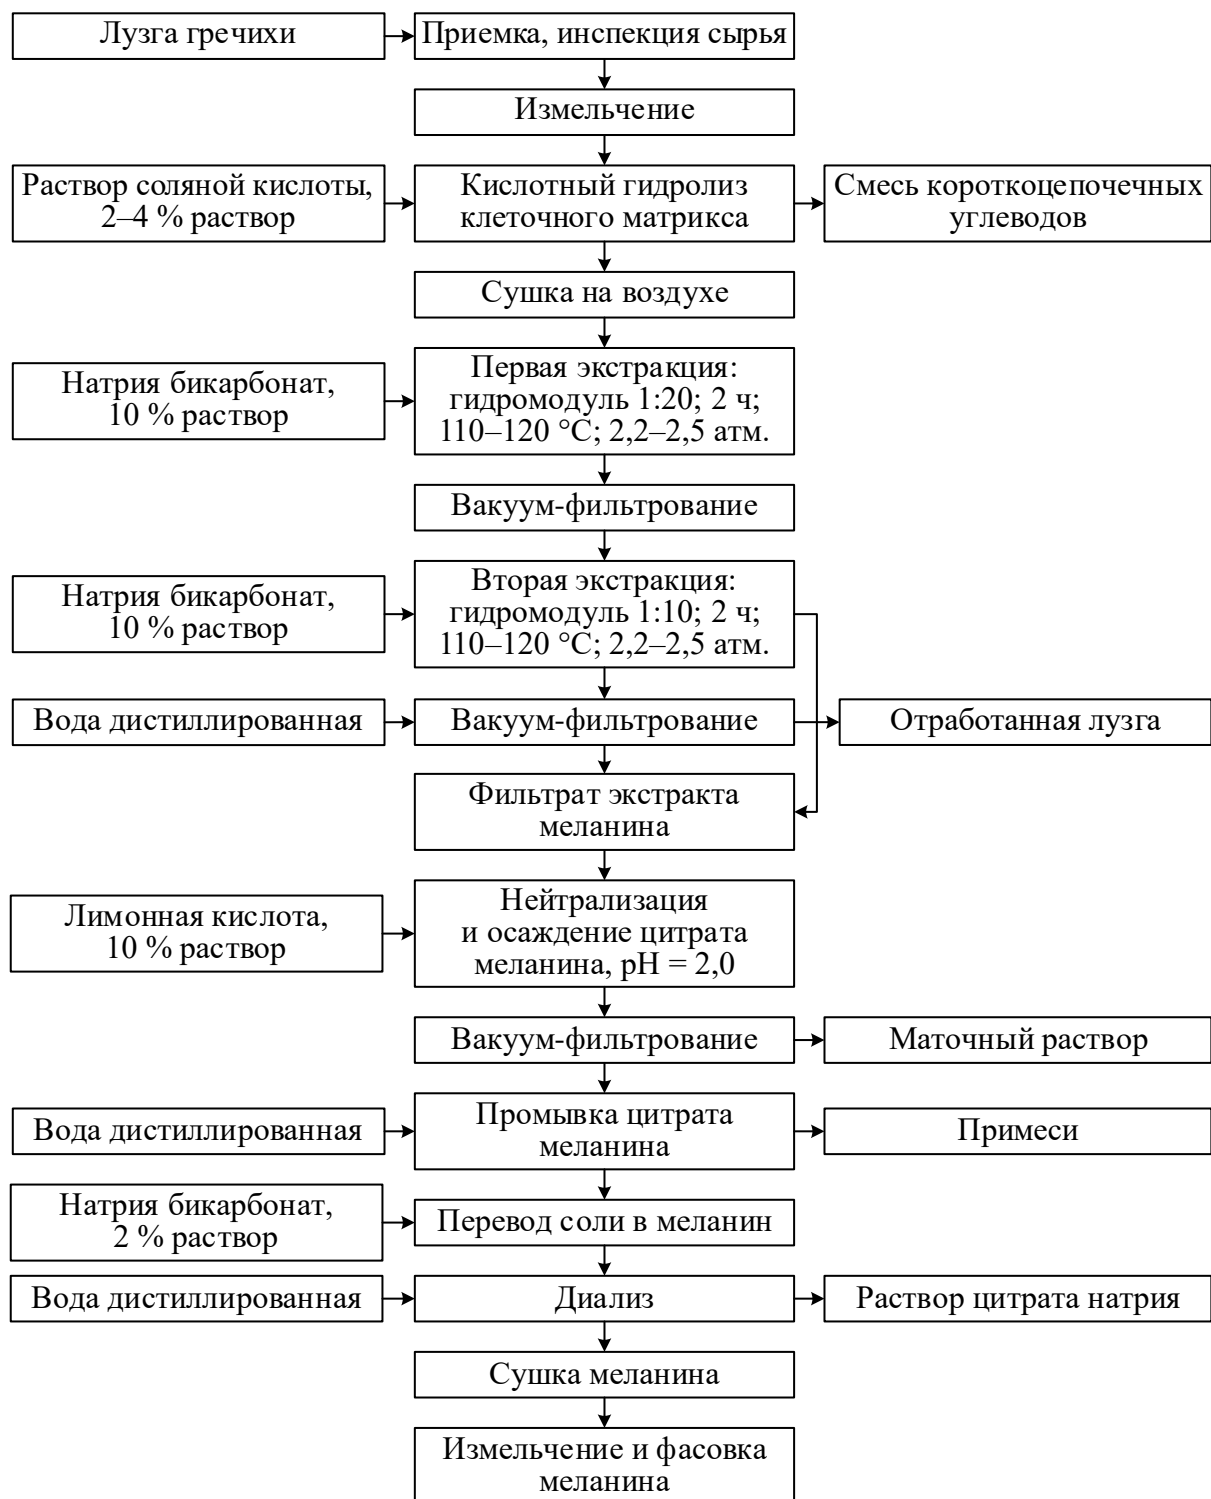 Лузга гречихи
Приемка, инспекция сырья
Измельчение
Раствор соляной кислоты,
2–4 % раствор
Кислотный гидролиз
клеточного матрикса
Смесь короткоцепочечных
углеводов
Сушка на воздухе
Натрия бикарбонат,
10 % раствор
Первая экстракция:
гидромодуль 1:20; 2 ч;
110–120 °С; 2,2–2,5 атм.
Вакуум-фильтрование
Натрия бикарбонат,
10 % раствор
Вторая экстракция:
гидромодуль 1:10; 2 ч;
110–120 °С; 2,2–2,5 атм.
Вода дистиллированная
Вакуум-фильтрование
Отработанная лузга
Фильтрат экстракта
меланина
Лимонная кислота,
10 % раствор
Нейтрализация
и осаждение цитрата
меланина, pH = 2,0
Вакуум-фильтрование
Маточный раствор
Вода дистиллированная
Промывка цитрата
меланина
Примеси
Натрия бикарбонат,
2 % раствор
Перевод соли в меланин
Вода дистиллированная
Диализ
Раствор цитрата натрия
Сушка меланина
Измельчение и фасовка
меланина